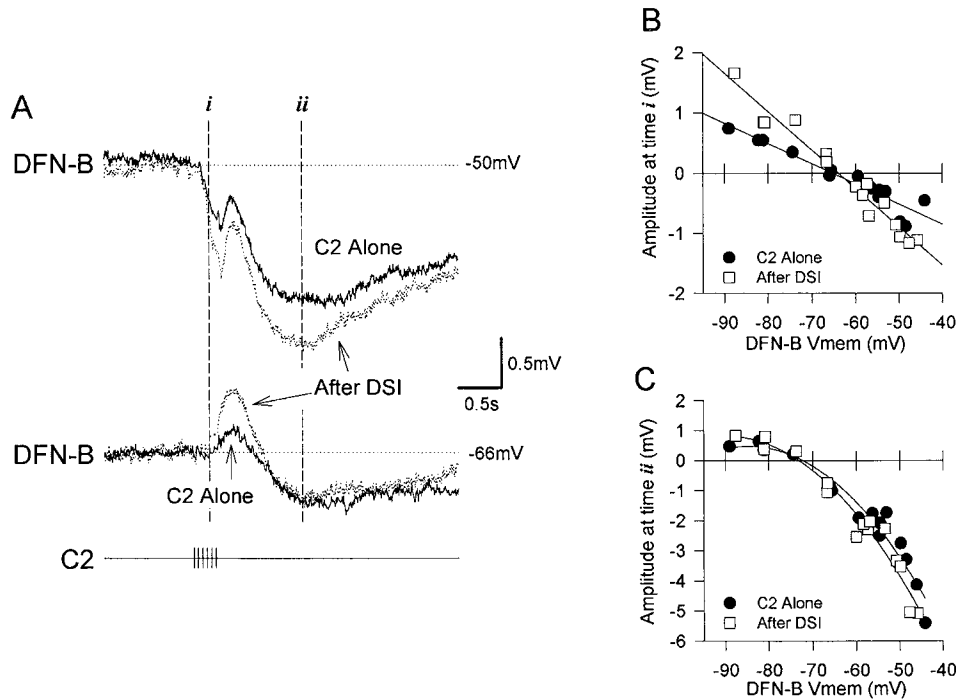 A
i ii
DFN-B
-50mV
C2 Alone
After DSI
0.5mV
0.5s
DFN-B
-66mV
C2 Alone
C2
B
Amplitude at time i (mV)
2
1
0
-1
-2
C2 Alone
After DSI
-90 -80 -70 -60 -50 -40
DFN-B Vmem (mV)
C
Amplitude at time ii (mV)
2
1
0
-1
-2
-3
-4
-5
-6
C2 Alone
After DSI
-90 -80 -70 -60 -50 -40
DFN-B Vmem (mV)